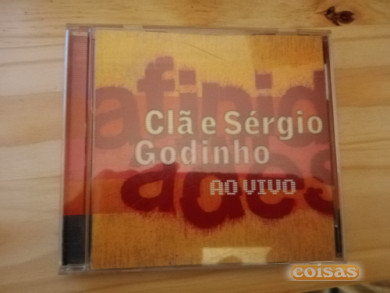 afinid
ades
Clã e Sérgio
Godinho
AO VIVO
coisas